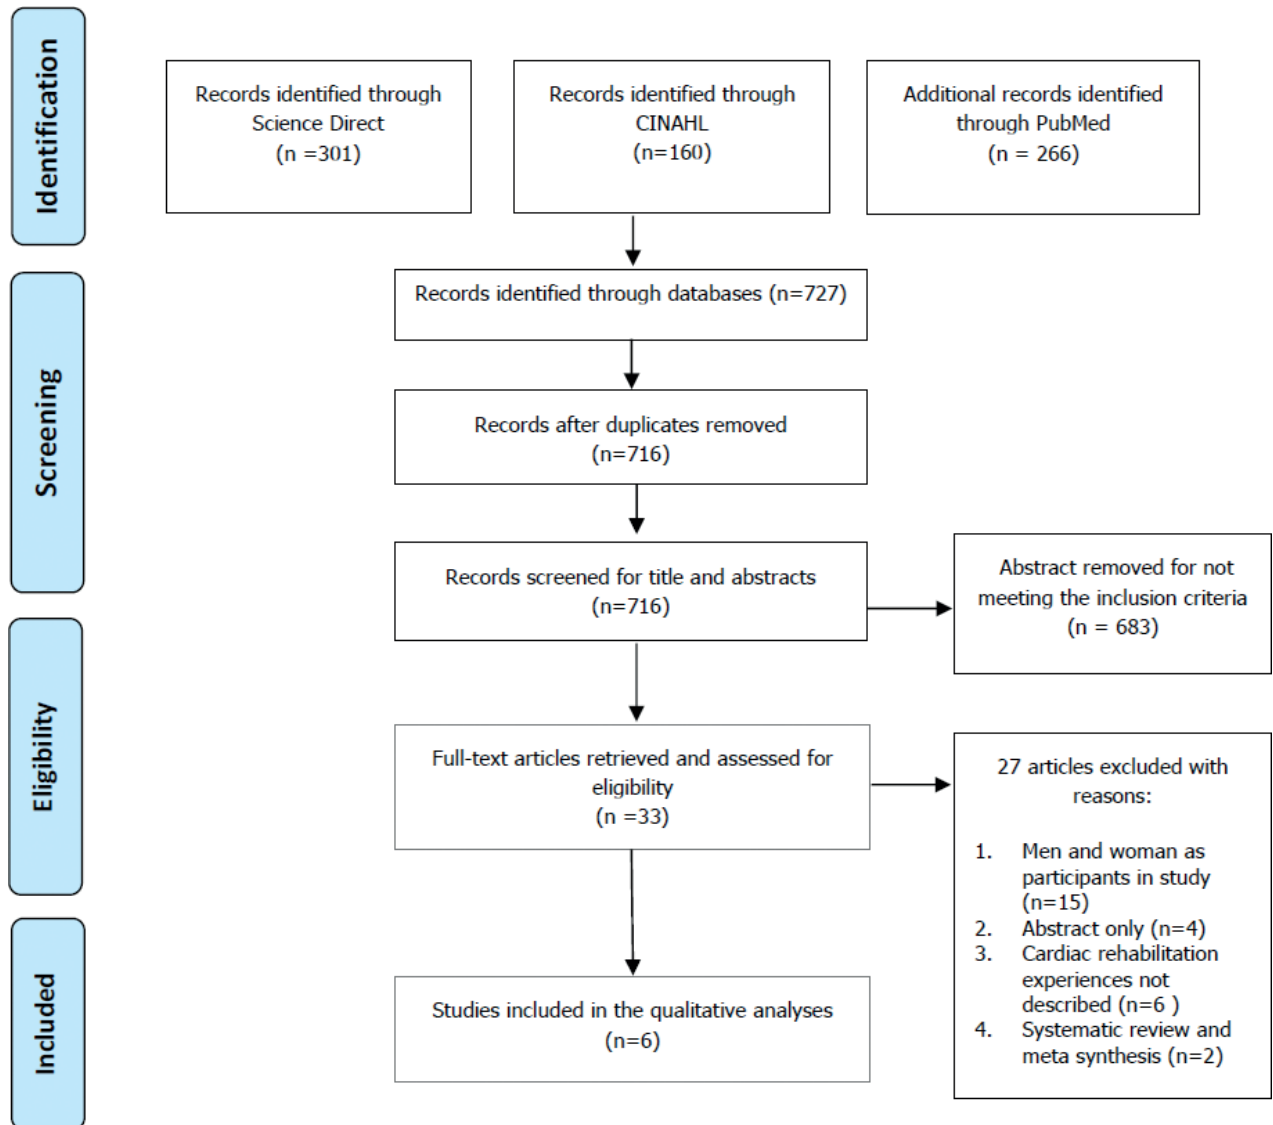 Identification
Records identified through
Science Direct
(n =301)
Records identified through
CINAHL
(n=160)
Additional records identified
through PubMed
(n = 266)
Screening
Records identified through databases (n=727)
Records after duplicates removed
(n=716)
Records screened for title and abstracts
(n=716)
Abstract removed for not
meeting the inclusion criteria
(n = 683)
Eligibility
Full-text articles retrieved and assessed for
eligibility
(n =33)
27 articles excluded with
reasons:
1. Men and woman as
participants in study
(n=15)
2. Abstract only (n=4)
3. Cardiac rehabilitation
experiences not
described (n=6 )
4. Systematic review and
meta synthesis (n=2)
Included
Studies included in the qualitative analyses
(n=6)